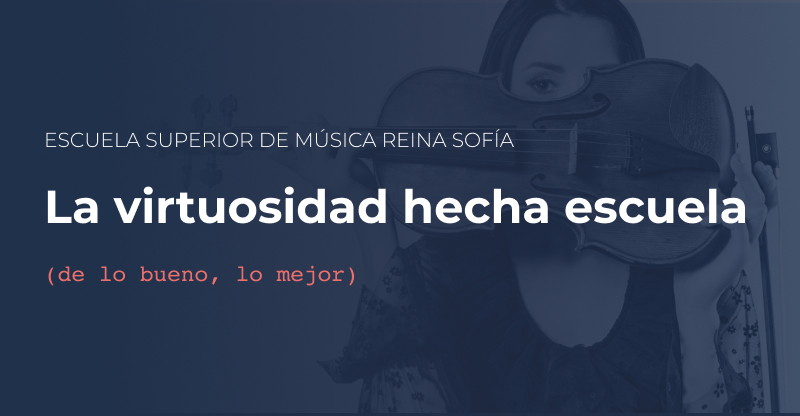 ESCUELA SUPERIOR DE MÚSICA REINA SOFÍA
La virtuosidad hecha escuela
(de lo bueno, lo mejor)